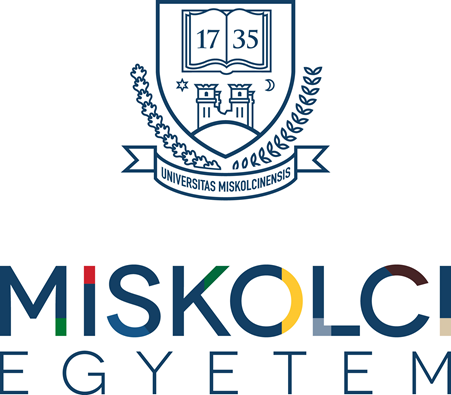 17 35
UNIVERSITAS MISKOLCINENSIS
MISKOLCI
EGYETEM